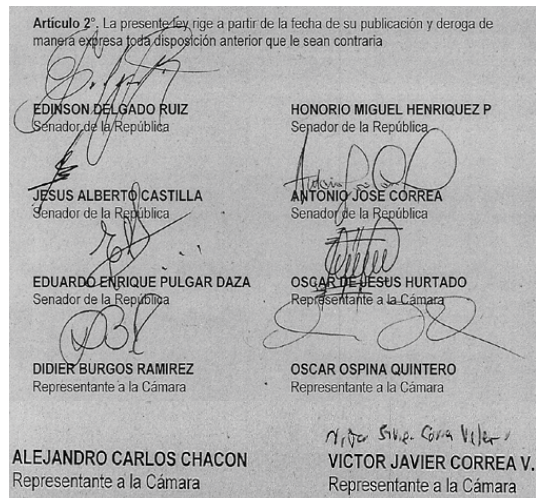 Artículo 2°. La presente ley rige a partir de la fecha de su publicación y deroga de
manera expresa toda disposición anterior que le sean contraria
EDINSON DELGADO RUIZ
Senador de la República
HONORIO MIGUEL HENRIQUEZ P
Senador de la República
JESUS ALBERTO CASTILLA
Senador de la República
ANTONIO JOSE CORREA
Senador de la República
EDUARDO ENRIQUE PULGAR DAZA
Senador de la República
OSCAR DE JESUS HURTADO
Representante a la Cámara
DIDIER BURGOS RAMIREZ
Representante a la Cámara
OSCAR OSPINA QUINTERO
Representante a la Cámara
ALEJANDRO CARLOS CHACON
Representante a la Cámara
VICTOR JAVIER CORREA V.
Representante a la Cámara